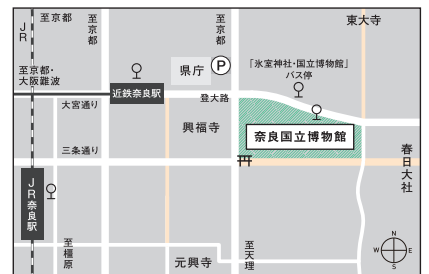 JR
至京都
至京都
至京都
東大寺
至京都・
大阪難波
近鉄奈良駅
県庁
P
「氷室神社・国立博物館」
バス停
大宮通り
登大路
興福寺
奈良国立博物館
三条通り
春日大社
JR奈良駅
至橿原
元興寺
至天理
N
W
E
S